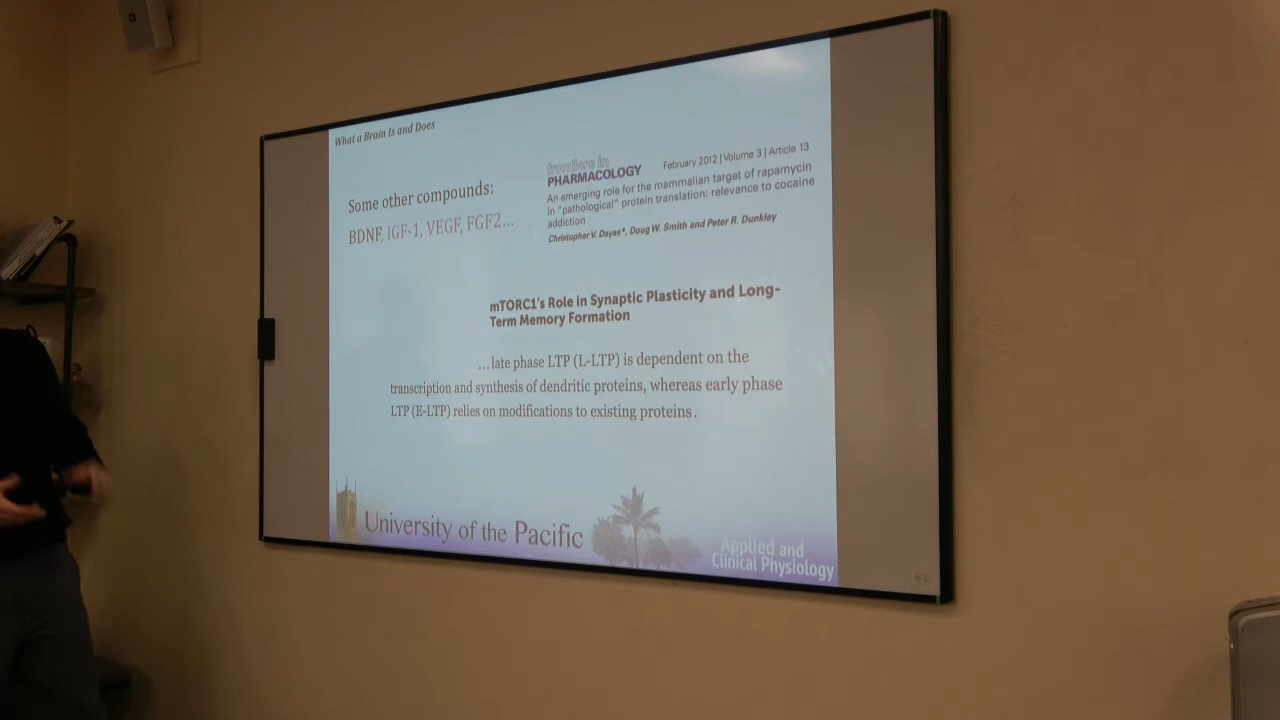 What a Brain Is and Does
Some other compounds:
BDNF, IGF-1, VEGF, FGF2...
frontiers in
PHARMACOLOGY
February 2012 | Volume 3 | Article 13
An emerging role for the mammalian target of rapamycin
in "pathological" protein translation: relevance to cocaine
addiction
Christopher V. Dayas*, Doug W. Smith and Peter R. Dunkley
mTORC1's Role in Synaptic Plasticity and Long-
Term Memory Formation
...late phase LTP (L-LTP) is dependent on the
transcription and synthesis of dendritic proteins, whereas early phase
LTP (E-LTP) relies on modifications to existing proteins.
University of the Pacific
Applied and
Clinical Physiology